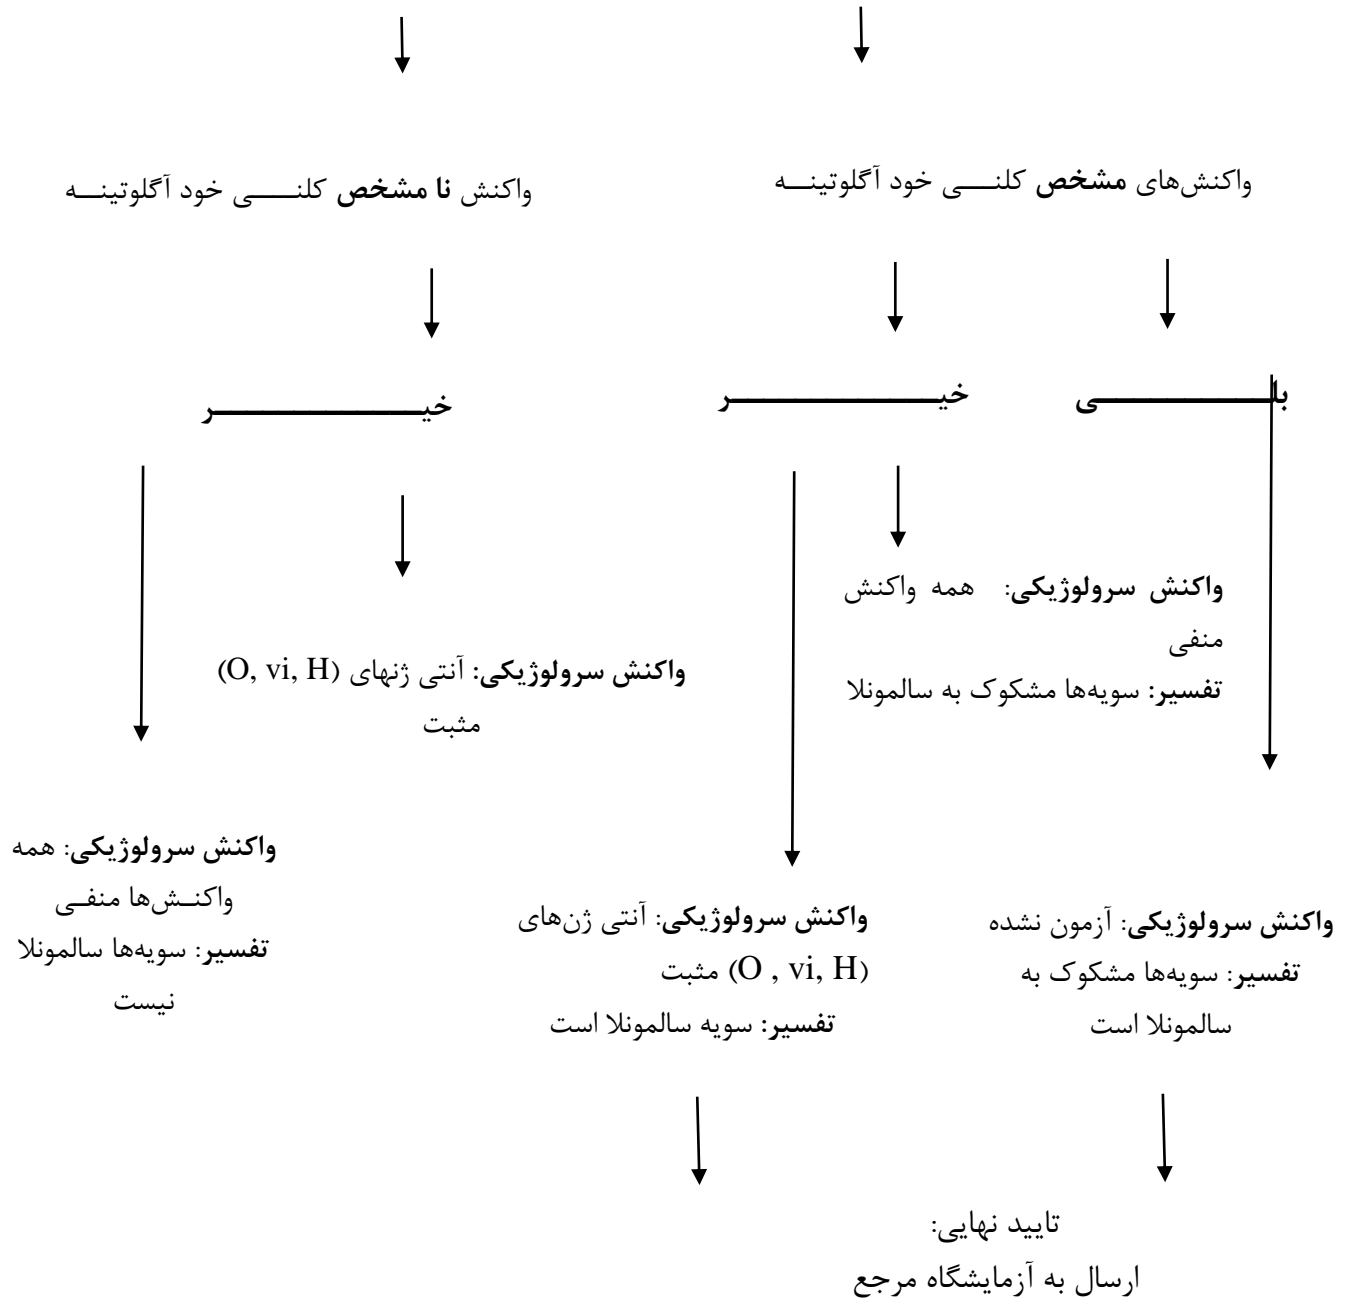 واکنش‌های مشخص کلنی خود آگلوتینه
واکنش نا مشخص کلنی خود آگلوتینه
بلی
خیر
خیر
واکنش سرولوژیکی: همه واکنش
منفی
تفسیر: سویه‌ها مشکوک به سالمونلا
واکنش سرولوژیکی: آنتی ژنهای (O, vi, H)
مثبت
واکنش سرولوژیکی: آزمون نشده
تفسیر: سویه‌ها مشکوک به
سالمونلا است
واکنش سرولوژیکی: آنتی ژن‌های
(O , vi, H) مثبت
تفسیر: سویه سالمونلا است
واکنش سرولوژیکی: همه
واکنش‌ها منفی
تفسیر: سویه‌ها سالمونلا
نیست
تایید نهایی:
ارسال به آزمایشگاه مرجع